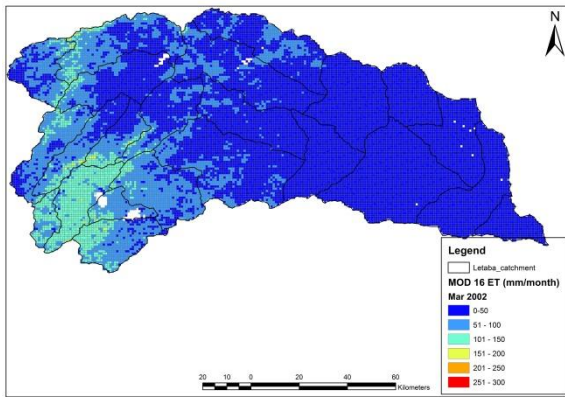 N
Legend
Letaba_catchment
MOD 16 ET (mm/month)
Mar 2002
0-50
51 - 100
101 - 150
151 - 200
201 - 250
251 - 300
20 10 0 20 40 60
Kilometers